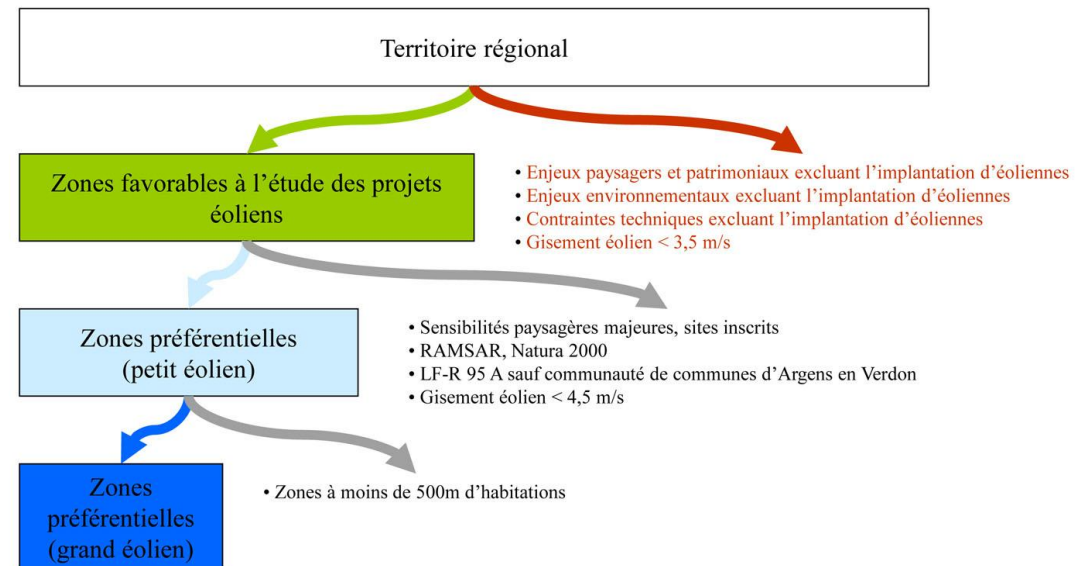 Territoire régional
Zones favorables à l'étude des projets
éoliens
• Enjeux paysagers et patrimoniaux excluant l'implantation d'éoliennes
• Enjeux environnementaux excluant l'implantation d'éoliennes
• Contraintes techniques excluant l'implantation d'éoliennes
• Gisement éolien < 3,5 m/s
Zones préférentielles
(petit éolien)
• Sensibilités paysagères majeures, sites inscrits
• RAMSAR, Natura 2000
• LF-R 95 A sauf communauté de communes d'Argens en Verdon
• Gisement éolien < 4,5 m/s
Zones
préférentielles
(grand éolien)
• Zones à moins de 500m d'habitations